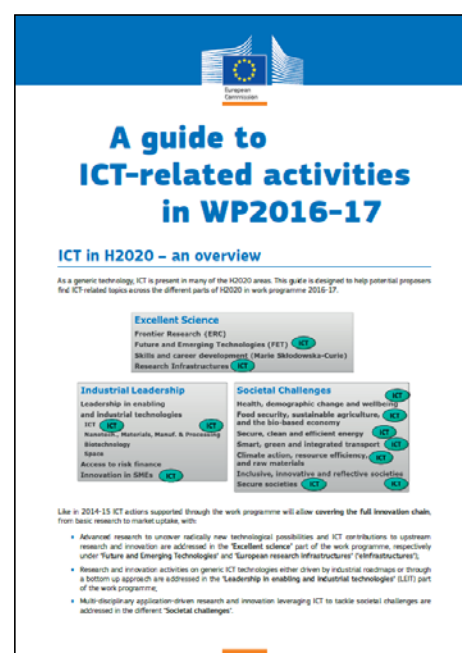 European
Commission
A guide to
ICT-related activities
in WP2016-17
ICT in H2020 – an overview
As a generic technology, ICT is present in many of the H2020 areas. This guide is designed to help potential proposers
find ICT-related topics across the different parts of H2020 in work programme 2016-17.
Excellent Science
Frontier Research (ERC)
Future and Emerging Technologies (FET) ICT
Skills and career development (Marie Skłodowska-Curie)
Research Infrastructures ICT
Industrial Leadership
Leadership in enabling
and industrial technologies
ICT ICT ICT
Nanotech., Materials, Manuf. & Processing
Biotechnology
Space
Access to risk finance
Innovation in SMEs ICT
Societal Challenges
ICT
Health, demographic change and wellbeing
Food security, sustainable agriculture, ICT
and the bio-based economy
Secure, clean and efficient energy ICT
Smart, green and integrated transport ICT
Climate action, resource efficiency, ICT
and raw materials
Inclusive, innovative and reflective societies
Secure societies ICT ICT
Like in 2014-15 ICT actions supported through the work programme will allow covering the full innovation chain,
from basic research to market uptake, with:
Advanced research to uncover radically new technological possibilities and ICT contributions to upstream
research and innovation are addressed in the "Excellent science" part of the work programme, respectively
under "Future and Emerging Technologies" and "European research Infrastructures" ("eInfrastructures"),
Research and innovation activities on generic ICT technologies either driven by industrial roadmaps or through
a bottom up approach are addressed in the "Leadership in enabling and industrial technologies" (LEIT) part
of the work programme,
Multi-disciplinary application-driven research and innovation leveraging ICT to tackle societal challenges are
addressed in the different "Societal challenges".